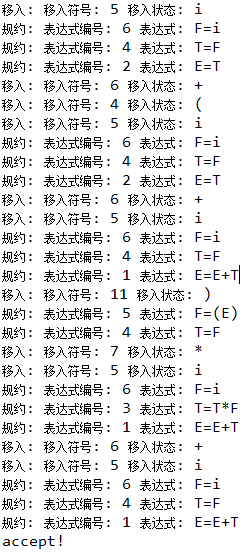 移入: 移入符号: 5 移入状态: i
规约: 表达式编号: 6 表达式: F=i
规约: 表达式编号: 4 表达式: T=F
规约: 表达式编号: 2 表达式: E=T
移入: 移入符号: 6 移入状态: +
移入: 移入符号: 4 移入状态: (
移入: 移入符号: 5 移入状态: i
规约: 表达式编号: 6 表达式: F=i
规约: 表达式编号: 4 表达式: T=F
规约: 表达式编号: 2 表达式: E=T
移入: 移入符号: 6 移入状态: +
移入: 移入符号: 5 移入状态: i
规约: 表达式编号: 6 表达式: F=i
规约: 表达式编号: 4 表达式: T=F
规约: 表达式编号: 1 表达式: E=E+T
移入: 移入符号: 11 移入状态: )
规约: 表达式编号: 5 表达式: F=(E)
规约: 表达式编号: 4 表达式: T=F
移入: 移入符号: 7 移入状态: *
移入: 移入符号: 5 移入状态: i
规约: 表达式编号: 6 表达式: F=i
规约: 表达式编号: 3 表达式: T=T*F
规约: 表达式编号: 1 表达式: E=E+T
移入: 移入符号: 6 移入状态: +
移入: 移入符号: 5 移入状态: i
规约: 表达式编号: 6 表达式: F=i
规约: 表达式编号: 4 表达式: T=F
规约: 表达式编号: 1 表达式: E=E+T
accept!